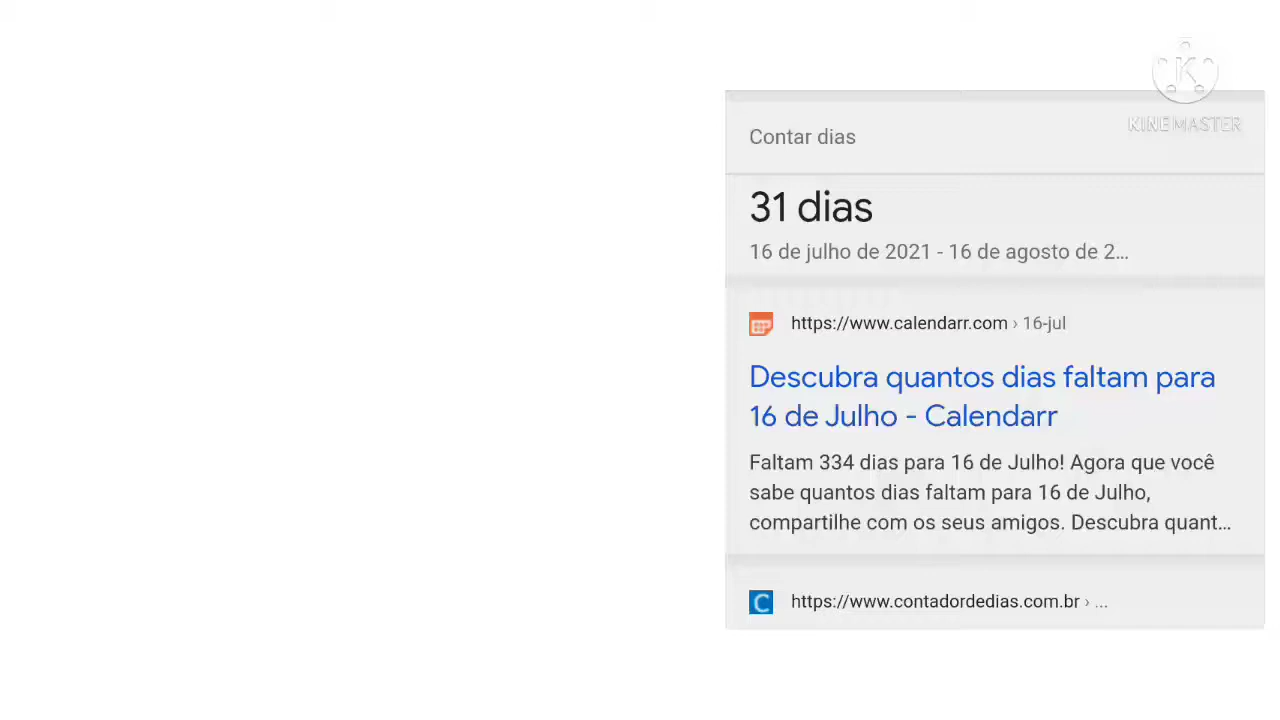 KINEMASTER
Contar dias
31 dias
16 de julho de 2021 - 16 de agosto de 2...
https://www.calendarr.com › 16-jul
Descubra quantos dias faltam para
16 de Julho - Calendarr
Faltam 334 dias para 16 de Julho! Agora que você
sabe quantos dias faltam para 16 de Julho,
compartilhe com os seus amigos. Descubra quant...
https://www.contadordedias.com.br › ...